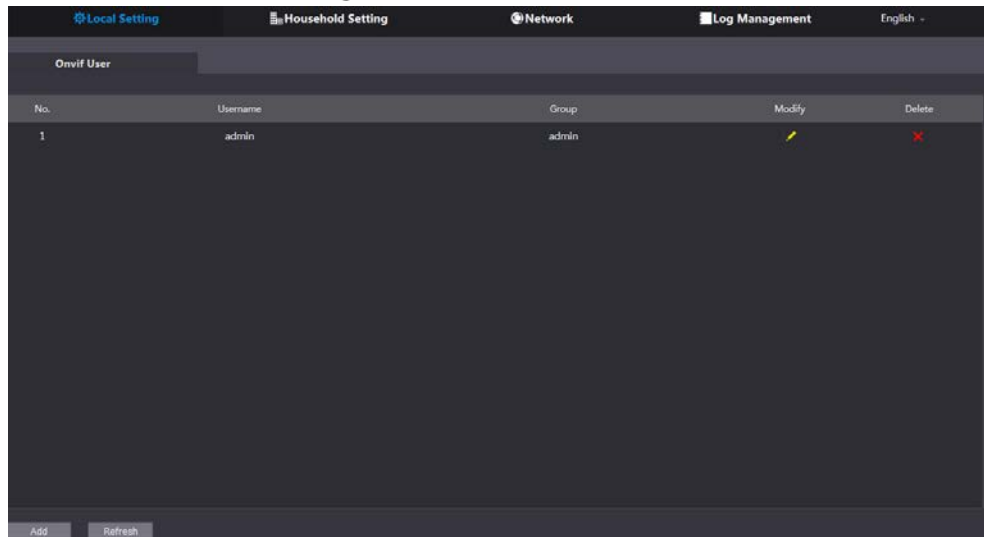 Local Setting Household Setting Network Log Management English
Onvif User
No. Username Group Modify Delete
1 admin admin
Add Refresh